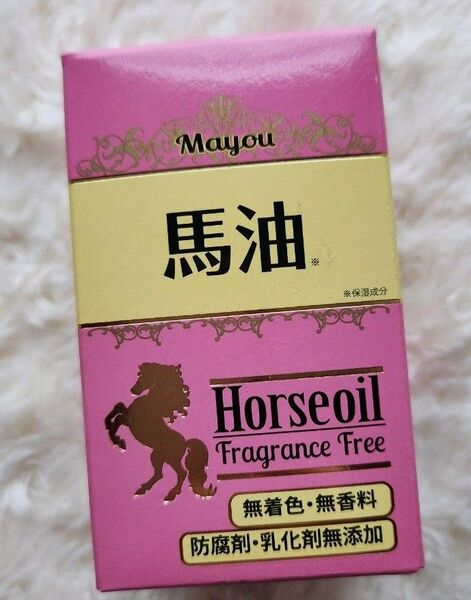 Mayou
馬油※
※保湿成分
Horseoil
Fragrance Free
無着色・無香料
防腐剤・乳化剤無添加